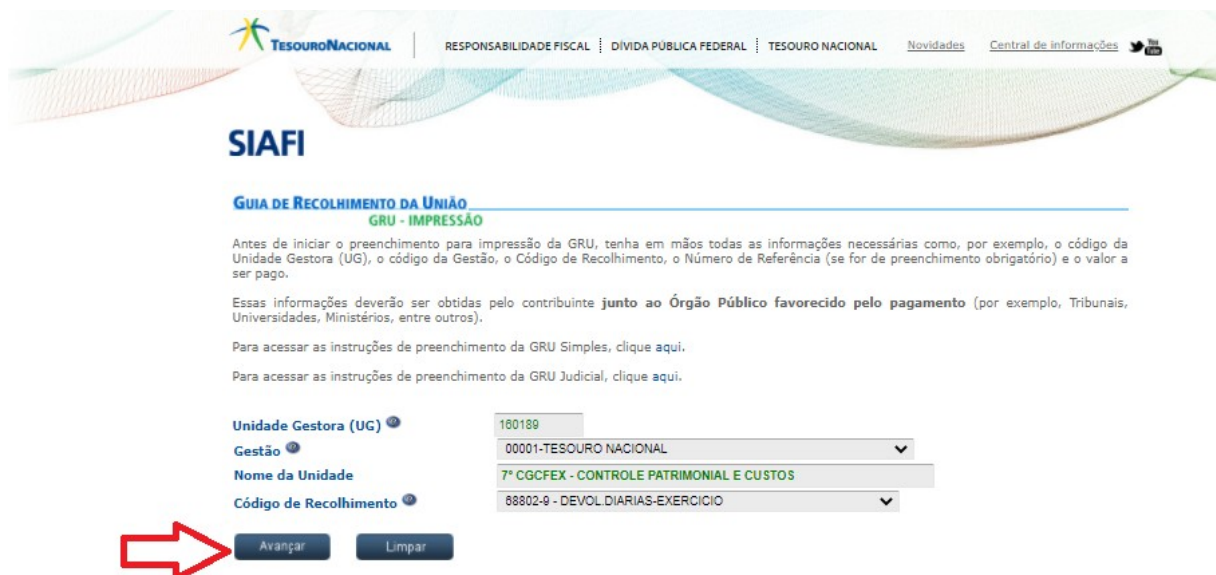 TESOURONACIONAL
RESPONSABILIDADE FISCAL DÍVIDA PÚBLICA FEDERAL TESOURO NACIONAL Novidades Central de informações You Tube
SIAFI
GUIA DE RECOLHIMENTO DA UNIÃO
GRU - IMPRESSÃO
Antes de iniciar o preenchimento para impressão da GRU, tenha em mãos todas as informações necessárias como, por exemplo, o código da
Unidade Gestora (UG), o código da Gestão, o Código de Recolhimento, o Número de Referência (se for de preenchimento obrigatório) e o valor a
ser pago.
Essas informações deverão ser obtidas pelo contribuinte junto ao Órgão Público favorecido pelo pagamento (por exemplo, Tribunais,
Universidades, Ministérios, entre outros).
Para acessar as instruções de preenchimento da GRU Simples, clique aqui.
Para acessar as instruções de preenchimento da GRU Judicial, clique aqui.
Unidade Gestora (UG) 160189
Gestão 00001-TESOURO NACIONAL
Nome da Unidade 7º CGCFEX - CONTROLE PATRIMONIAL E CUSTOS
Código de Recolhimento 68802-9 - DEVOL.DIARIAS-EXERCICIO
Avançar Limpar